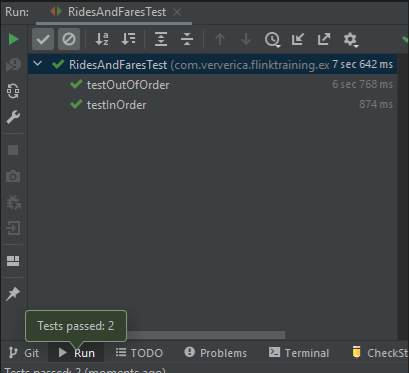 Run: RidesAndFaresTest
RidesAndFaresTest (com.ververica.flinktraining.ex 7 sec 642 ms
testOutOfOrder 6 sec 768 ms
testInOrder 874 ms
Tests passed: 2
Git Run TODO Problems Terminal CheckSt
Tests passed: 2 (moments ago)